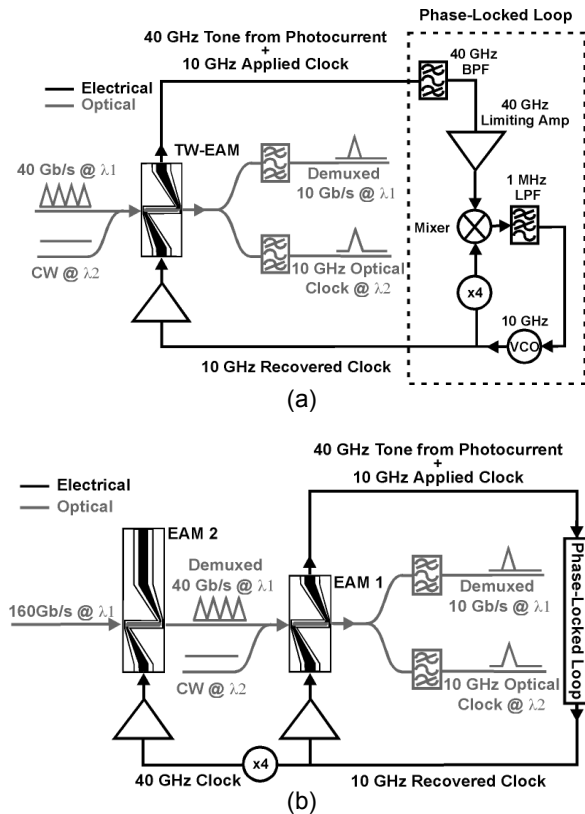 Phase-Locked Loop
40 GHz Tone from Photocurrent
+
10 GHz Applied Clock
40 GHz
BPF
Electrical
Optical
40 GHz
Limiting Amp
TW-EAM
40 Gb/s @ λ1
Demuxed
10 Gb/s @ λ1
1 MHz
LPF
Mixer
CW @ λ2
10 GHz Optical
Clock @ λ2
x4
10 GHz
VCO
10 GHz Recovered Clock
(a)
40 GHz Tone from Photocurrent
+
10 GHz Applied Clock
Electrical
Optical
EAM 2
Demuxed
40 Gb/s @ λ1
EAM 1
160Gb/s @ λ1
Demuxed
10 Gb/s @ λ1
Phase-Locked Loop
CW @ λ2
10 GHz Optical
Clock @ λ2
x4
40 GHz Clock
10 GHz Recovered Clock
(b)